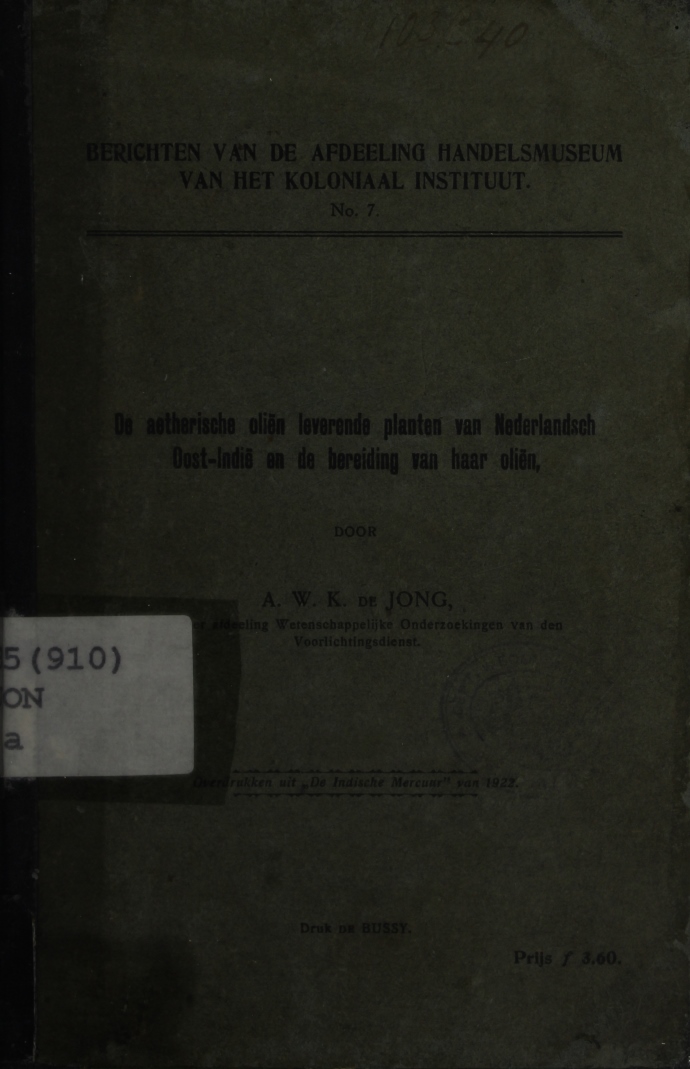 BERICHTEN VAN DE AFDEELING HANDELSMUSEUM
VAN HET KOLONIAAL INSTITUUT.
No. 7.
De aetherische oliën leverende planten van Nederlandsch
Oost-Indië en de bereiding van haar oliën,
DOOR
A. W. K. DE JONG,
afdeeling Wetenschappelijke Onderzoekingen van den
Voorlichtingsdienst.
5(910)
ON
a
Overdrukken uit „De Indische Mercuur" van 1922.
Druk DE BUSSY.
Prijs f 3.60.